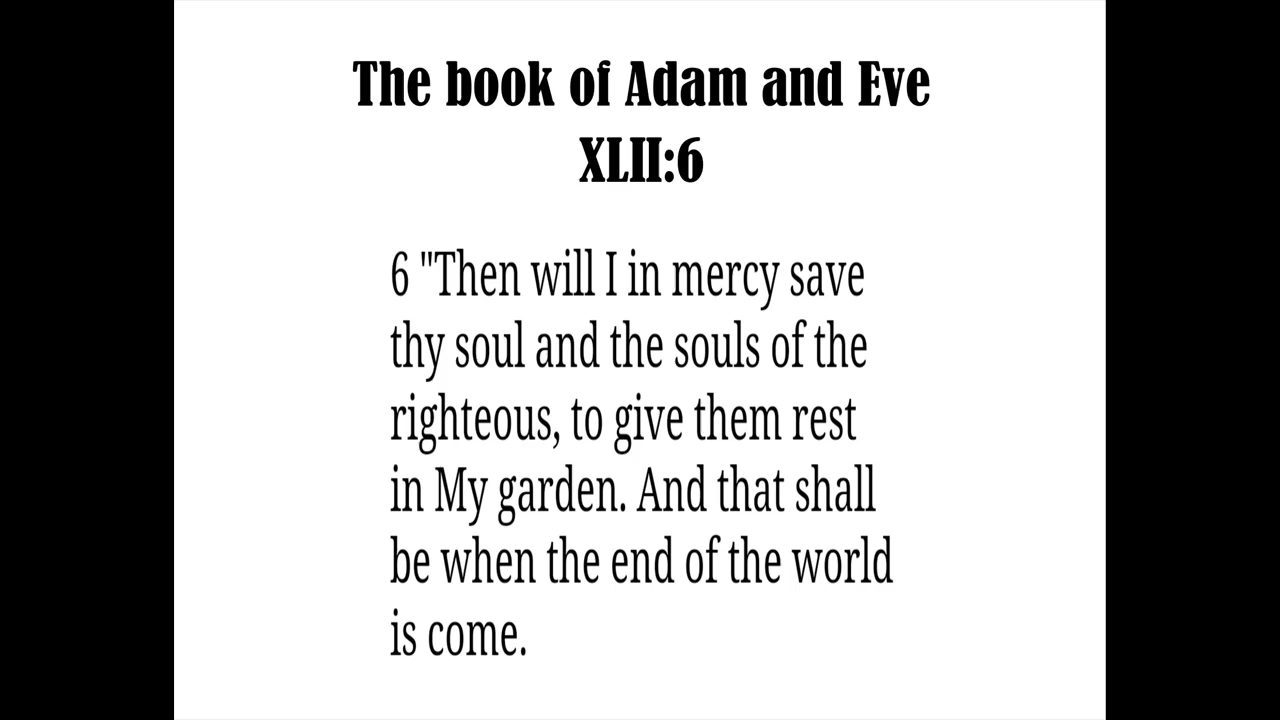 The book of Adam and Eve
XLII:6
6 "Then will I in mercy save
thy soul and the souls of the
righteous, to give them rest
in My garden. And that shall
be when the end of the world
is come.